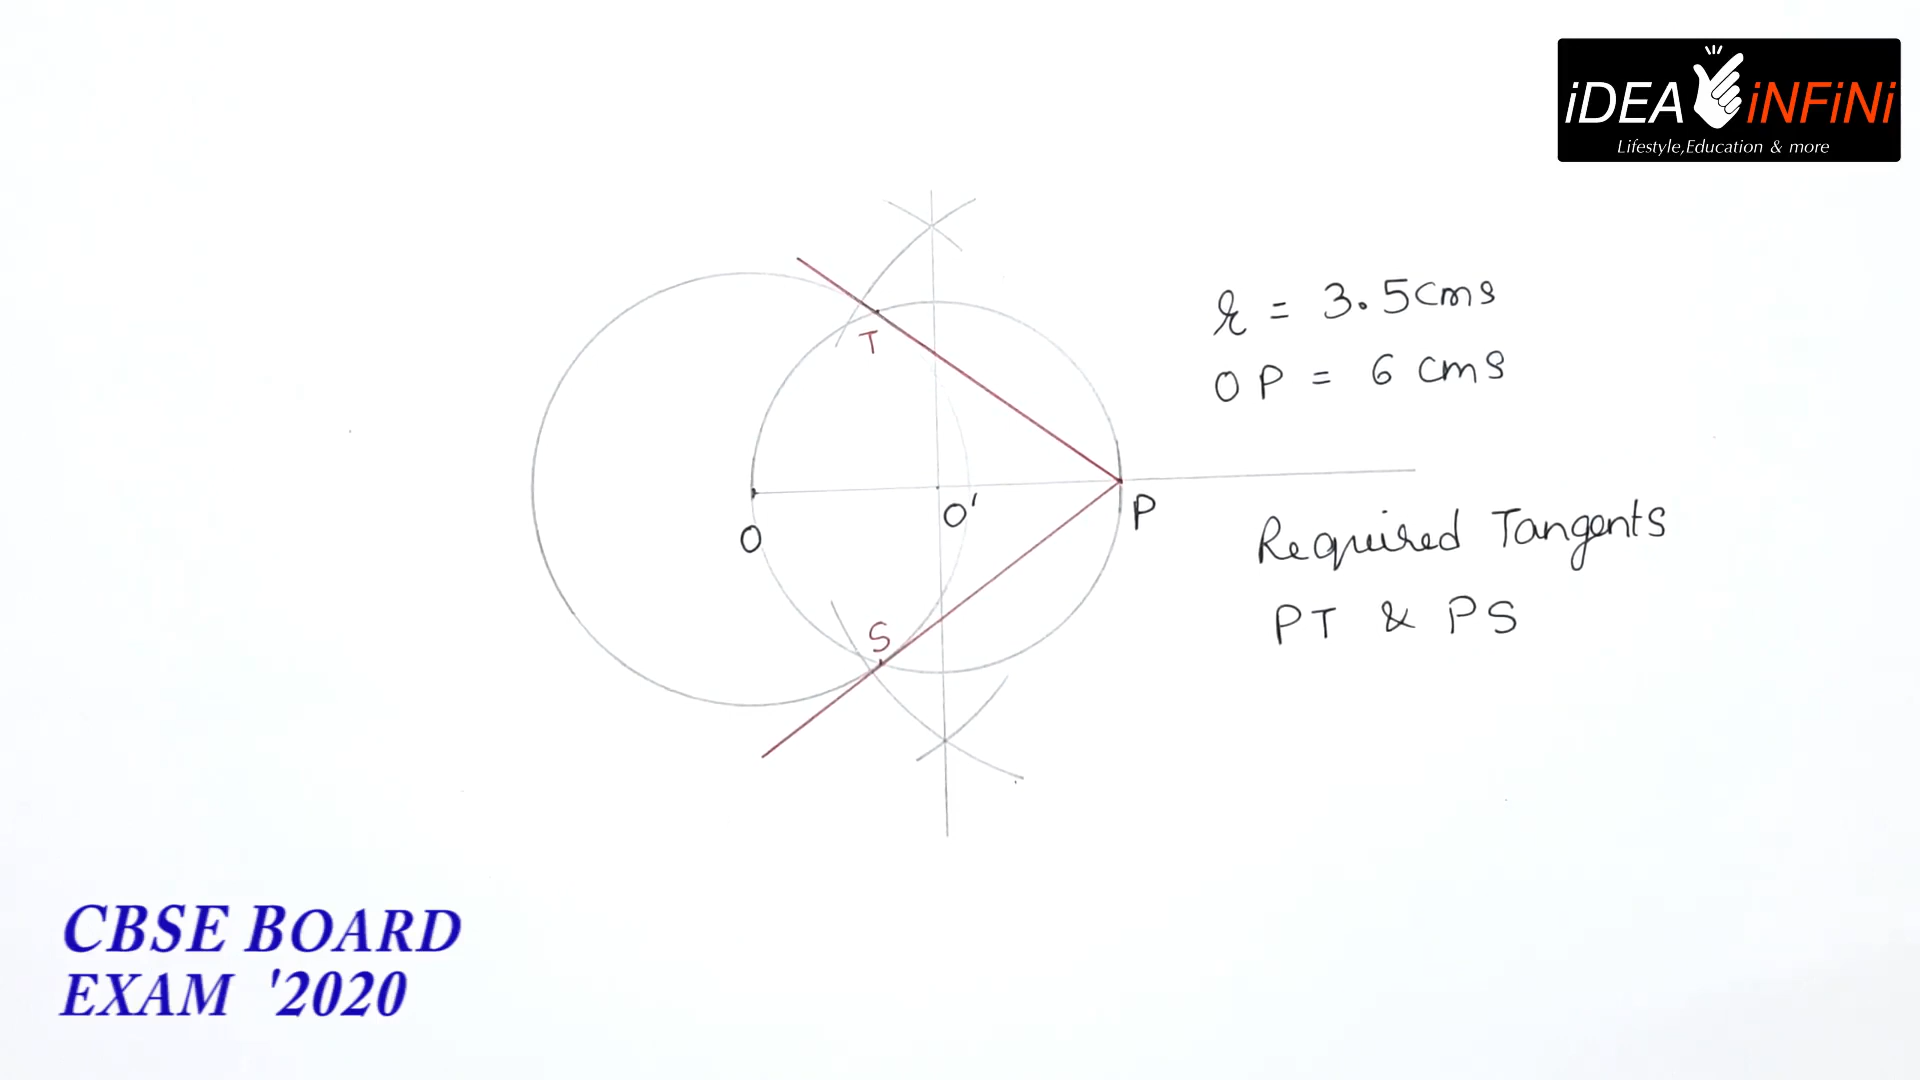 iDEA iNFiNi
Lifestyle,Education & more
r = 3.5cms
OP = 6 cms
T
O
O'
P
Required Tangents
PT & PS
S
CBSE BOARD
EXAM '2020